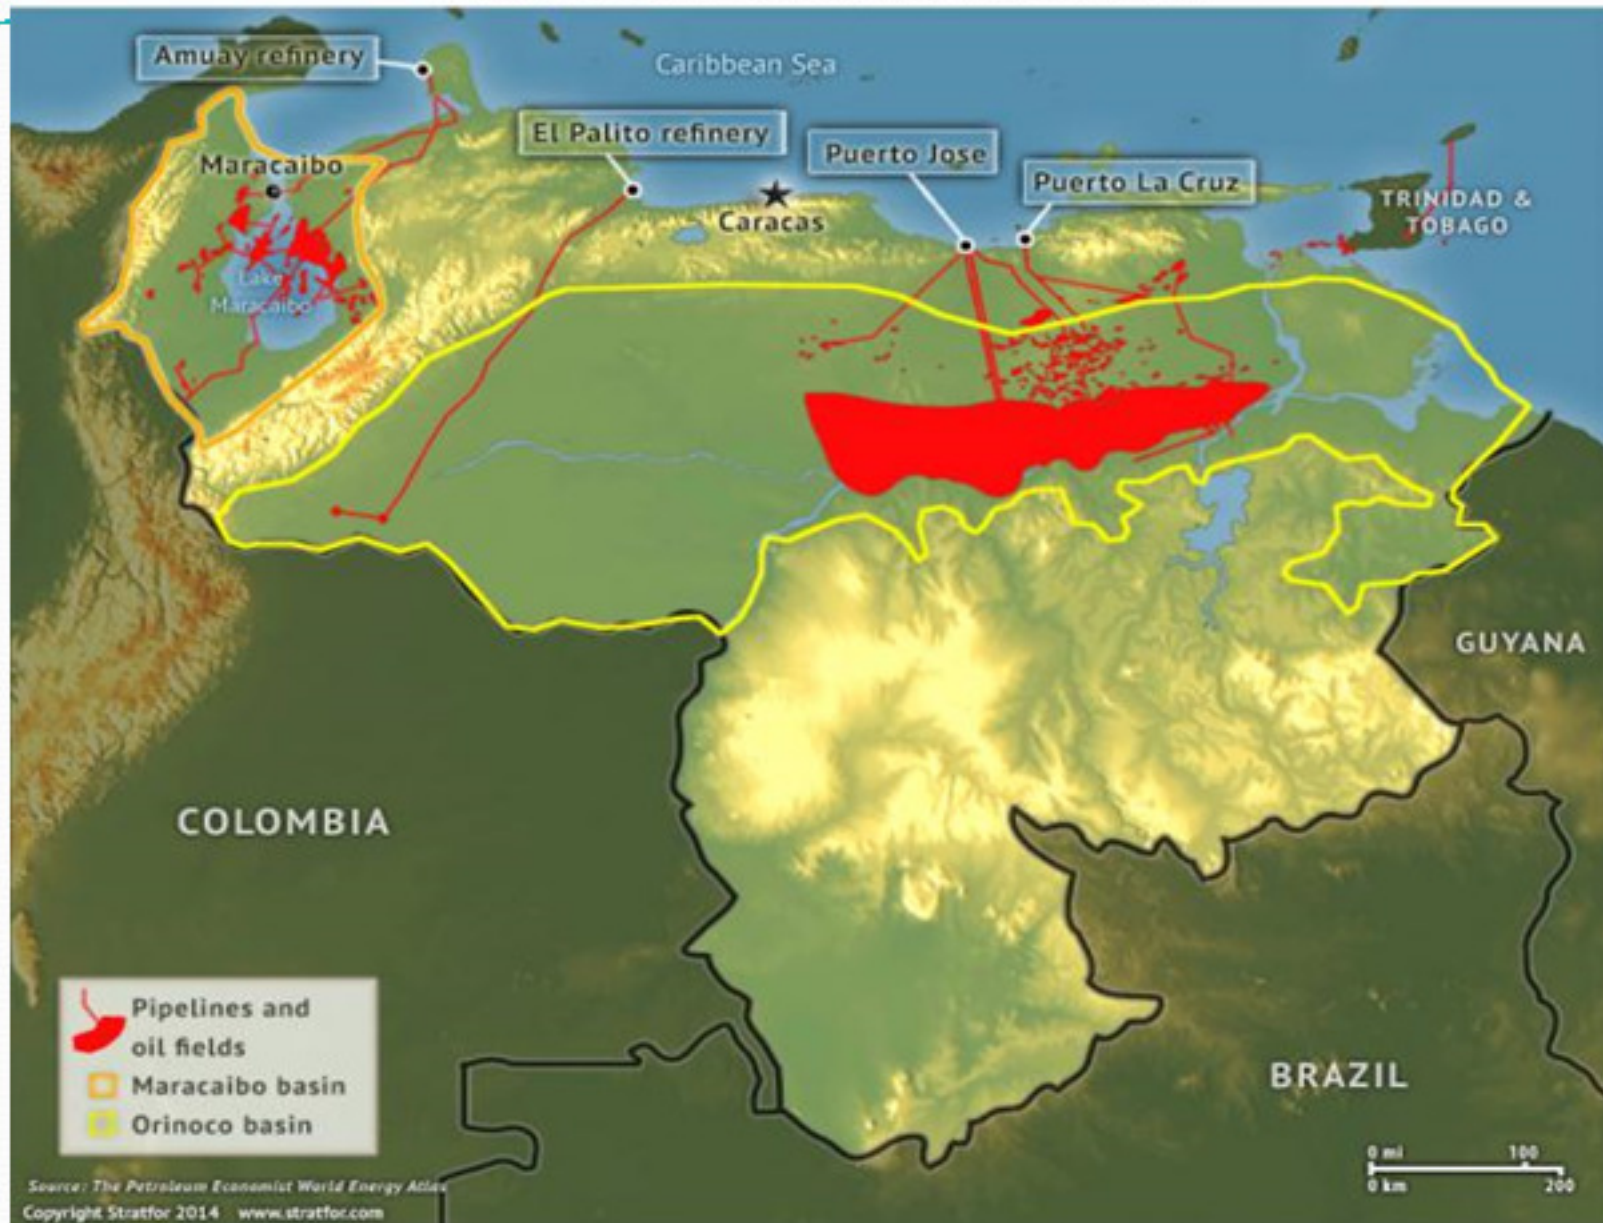 Amuay refinery
Caribbean Sea
El Palito refinery
Puerto Jose
Puerto La Cruz
Maracaibo
Caracas
TRINIDAD &
TOBAGO
Lake
Maracaibo
GUYANA
COLOMBIA
BRAZIL
Pipelines and
oil fields
Maracaibo basin
Orinoco basin
0 mi 100
0 km 200
Source: The Petroleum Economist World Energy Atlas
Copyright Stratfor 2014 www.stratfor.com